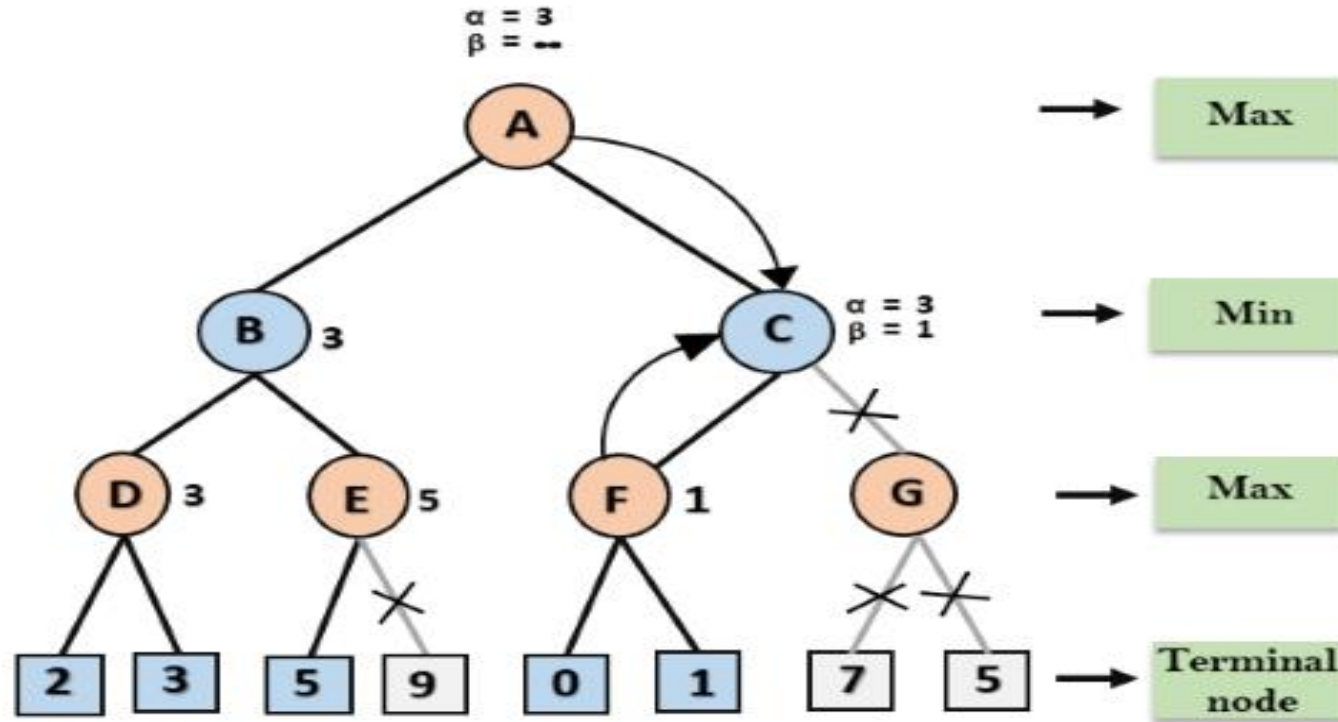 α = 3
β = ∞
A
Max
B
3
C
α = 3
β = 1
Min
D
3
E
5
F
1
G
Max
2
3
5
9
0
1
7
5
Terminal
node